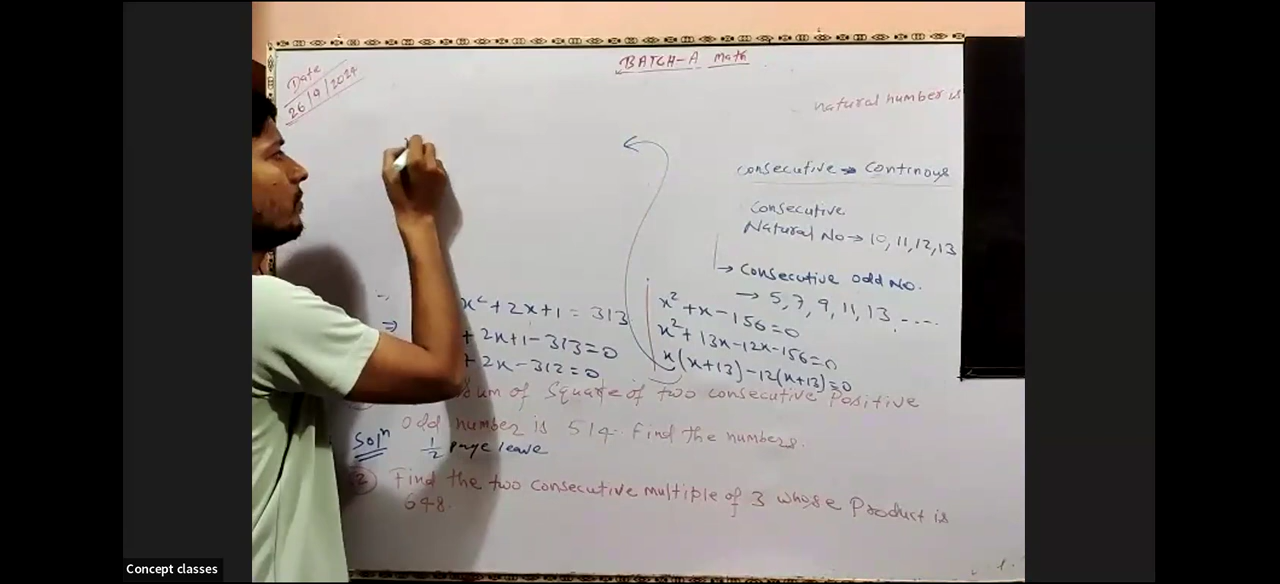 BATCH-A Math
Date
26/9/2024
natural number is
consecutive → Continous
Consecutive
Natural No → 10, 11, 12, 13
→ Consecutive odd No.
→ 5, 7, 9, 11, 13, ....
x² + 2x + 1 = 313
⇒ + 2x + 1 - 313 = 0
+ 2x - 312 = 0
x² + x - 156 = 0
x² + 13x - 12x - 156 = 0
x(x+13) - 12(x+13) = 0
Sum of Square of two consecutive Positive
odd number is 514. Find the numbers.
Solⁿ 1/2 page leave
2 Find the two consecutive multiple of 3 whose Product is
648.
Concept classes